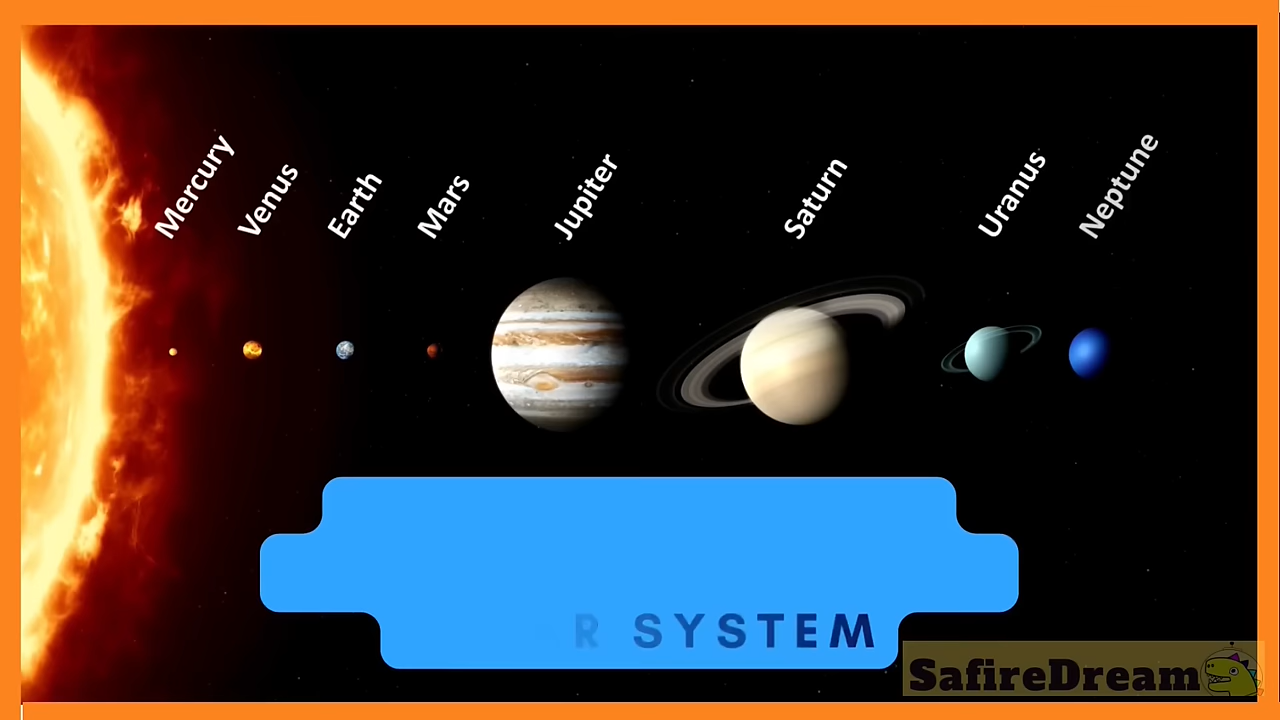 Mercury
Venus
Earth
Mars
Jupiter
Saturn
Uranus
Neptune
R SYSTEM
SafireDream